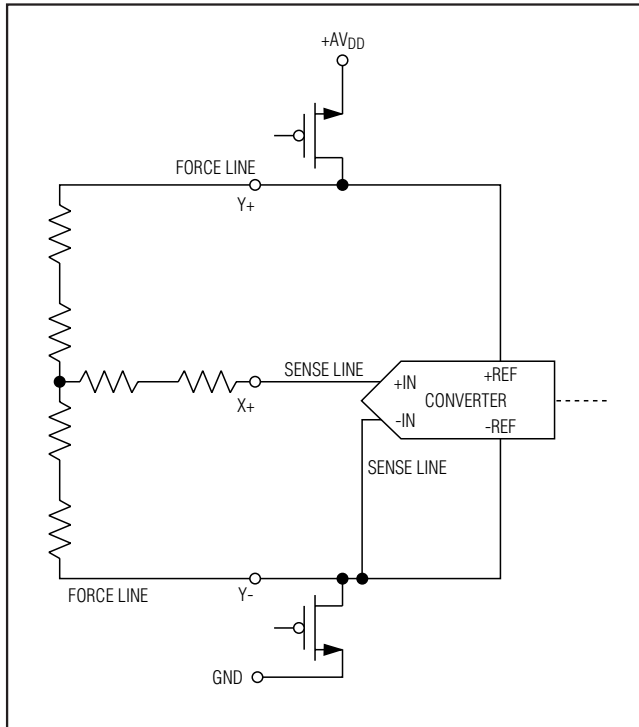 +AVDD
FORCE LINE
Y+
SENSE LINE
X+
+IN
-IN
CONVERTER
+REF
-REF
SENSE LINE
FORCE LINE
Y-
GND